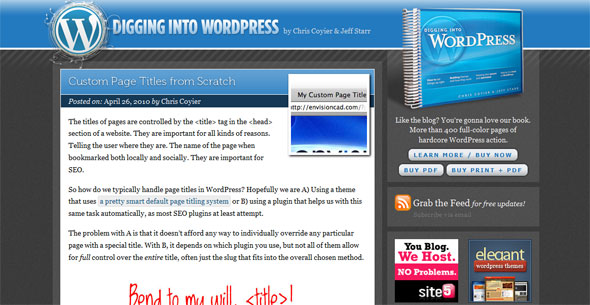 DIGGING INTO WORDPRESS by Chris Coyier & Jeff Starr
Custom Page Titles from Scratch
Posted on: April 26, 2010 by Chris Coyier
My Custom Page Title
http://envisioncad.com/
The titles of pages are controlled by the <title> tag in the <head>
section of a website. They are important for all kinds of reasons.
Telling the user where they are. The name of the page when
bookmarked both locally and socially. They are important for
SEO.
So how do we typically handle page titles in WordPress? Hopefully we are A) Using a theme
that uses a pretty smart default page titling system or B) using a plugin that helps us with this
same task automatically, as most SEO plugins at least attempt.
The problem with A is that it doesn't afford any way to individually override any particular
page with a special title. With B, it depends on which plugin you use, but not all of them allow
for full control over the entire title, often just the slug that fits into the overall chosen method.
Bend to my will, <title>!
DIGGING INTO
WORDPRESS
CHRIS COYIER & JEFF STARR
Like the blog? You're gonna love our book.
More than 400 full-color pages of
hardcore WordPress action.
LEARN MORE / BUY NOW
BUY PDF
BUY PRINT + PDF
Grab the Feed for free updates!
Subscribe via email
You Blog.
We Host.
NO Problems.
site5
elegant
wordpress themes